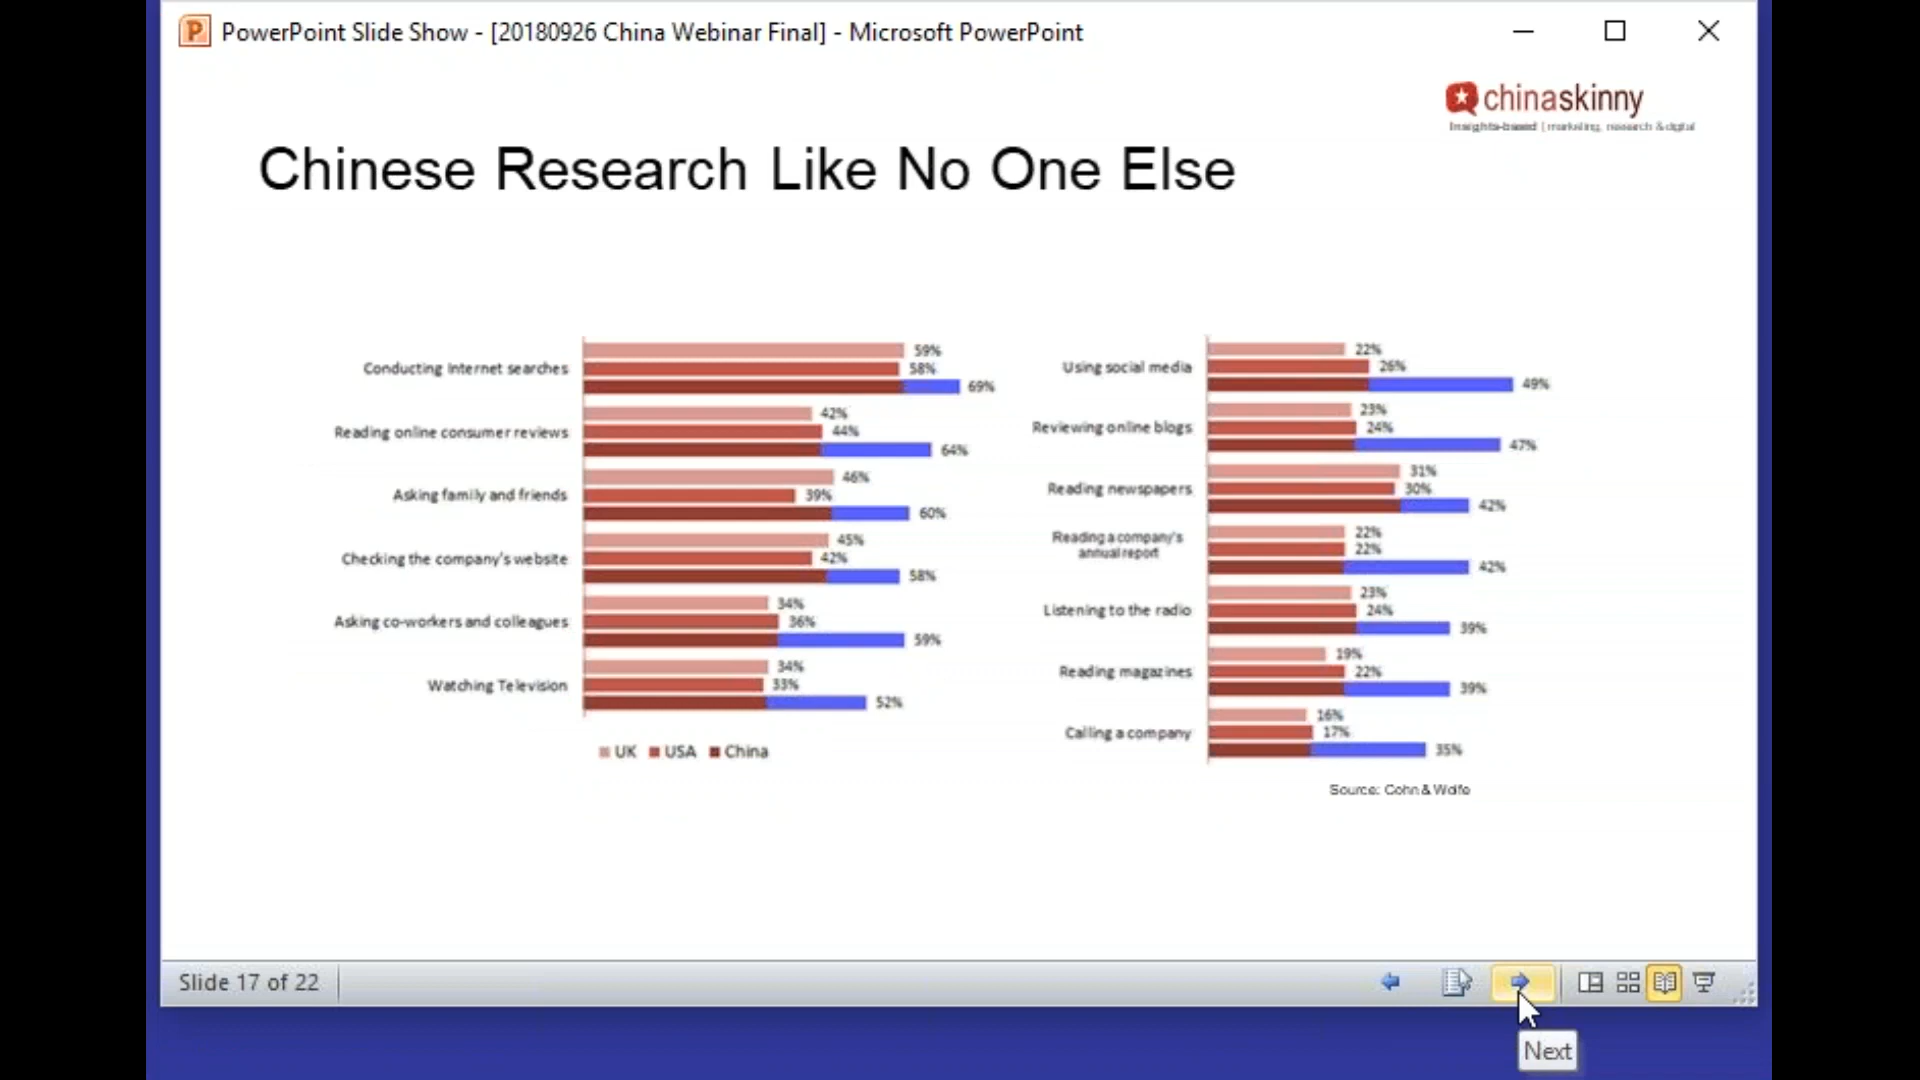 PowerPoint Slide Show - [20180926 China Webinar Final] - Microsoft PowerPoint
chinaskinny
Insights-based | marketing, research & digital
Chinese Research Like No One Else
Conducting Internet searches
59%
58%
69%
Reading online consumer reviews
42%
44%
64%
Asking family and friends
46%
39%
60%
Checking the company's website
45%
42%
58%
Asking co-workers and colleagues
34%
36%
59%
Watching Television
34%
33%
52%
UK USA China
Using social media
22%
26%
49%
Reviewing online blogs
23%
24%
47%
Reading newspapers
31%
30%
42%
Reading a company's
annual report
22%
22%
42%
Listening to the radio
23%
24%
39%
Reading magazines
19%
22%
39%
Calling a company
16%
17%
35%
Source: Cohn & Wolfe
Slide 17 of 22
Next